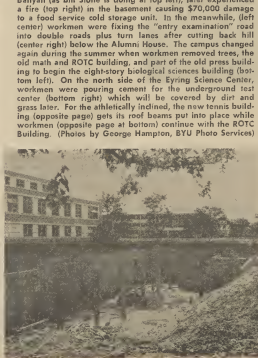 Banyan (as Bill Stone is doing at top left), later experienced
a fire (top right) in the basement causing $70,000 damage
to a food service cold storage unit. In the meanwhile, (left
center) workmen were fixing the "entry examination" road
into double roads plus turn lanes after cutting back hill
(center right) below the Alumni House. The campus changed
again during the summer when workmen removed trees, the
old math and ROTC building, and part of the old press build-
ing to begin the eight-story biological sciences building (bot-
tom left). On the north side of the Eyring Science Center,
workmen were pouring cement for the underground test
center (bottom right) which will be covered by dirt and
grass later. For the athletically inclined, the new tennis build-
ing (opposite page) gets its roof beams put into place while
workmen (opposite page at bottom) continue with the ROTC
Building. (Photos by George Hampton, BYU Photo Services)